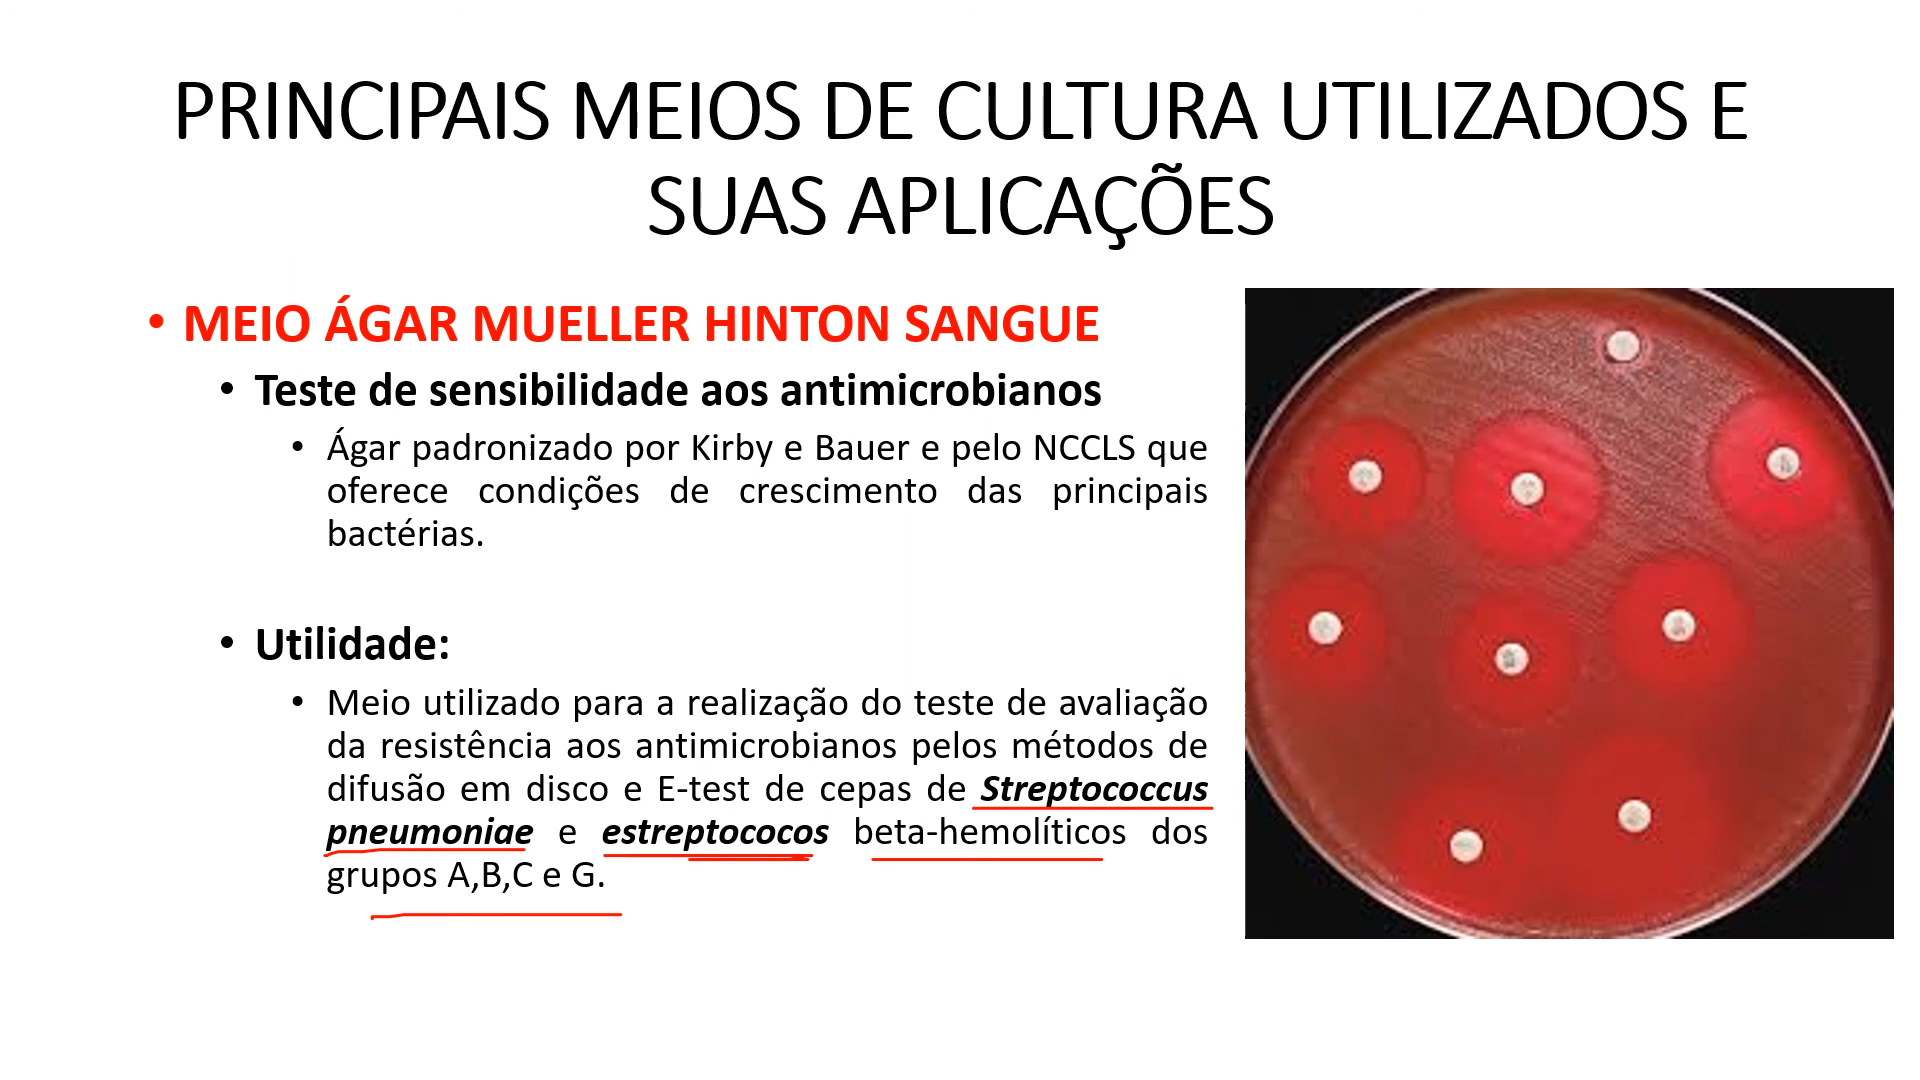 PRINCIPAIS MEIOS DE CULTURA UTILIZADOS E
SUAS APLICAÇÕES
• MEIO ÁGAR MUELLER HINTON SANGUE
• Teste de sensibilidade aos antimicrobianos
• Ágar padronizado por Kirby e Bauer e pelo NCCLS que
oferece condições de crescimento das principais
bactérias.
• Utilidade:
• Meio utilizado para a realização do teste de avaliação
da resistência aos antimicrobianos pelos métodos de
difusão em disco e E-test de cepas de Streptococcus
pneumoniae e estreptococos beta-hemolíticos dos
grupos A,B,C e G.